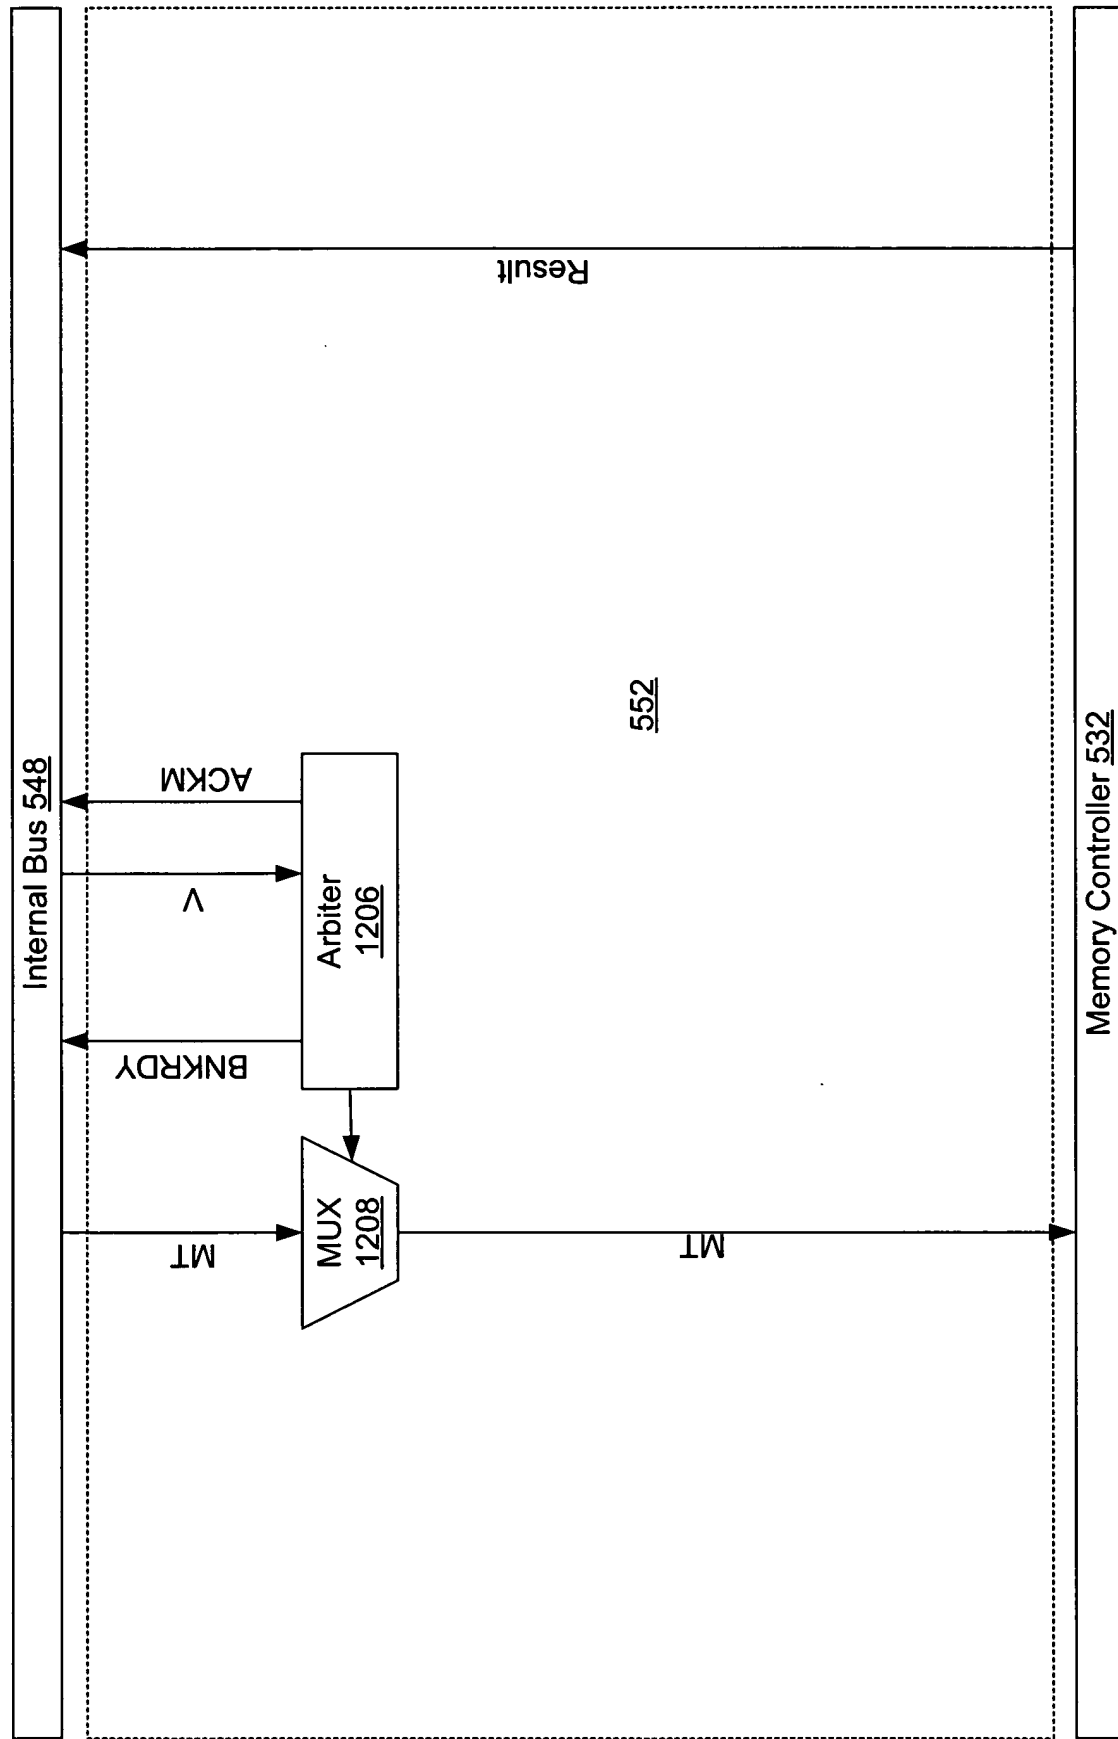 Internal Bus 548
MT
BNKRDY
V
ACKM
Result
MUX
1208
Arbiter
1206
552
MT
Memory Controller 532